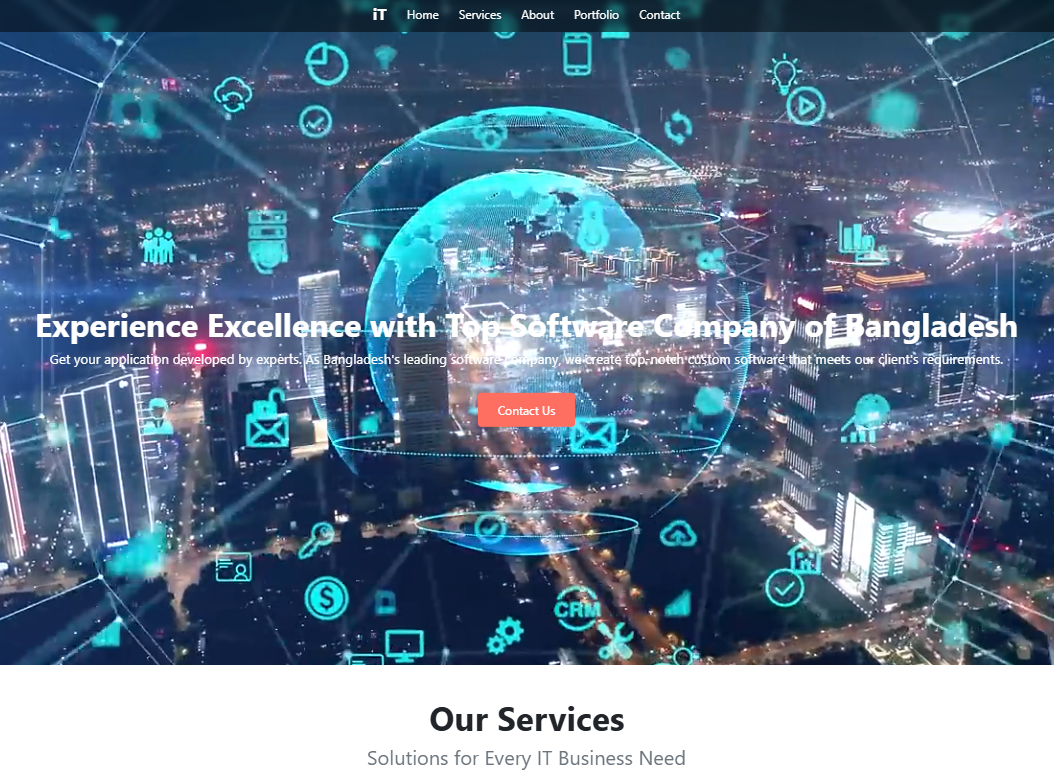 iT Home Services About Portfolio Contact
Experience Excellence with Top Software Company of Bangladesh
Get your application developed by experts. As Bangladesh's leading software company, we create top-notch custom software that meets our client's requirements.
Contact Us
$
CRM
Our Services
Solutions for Every IT Business Need